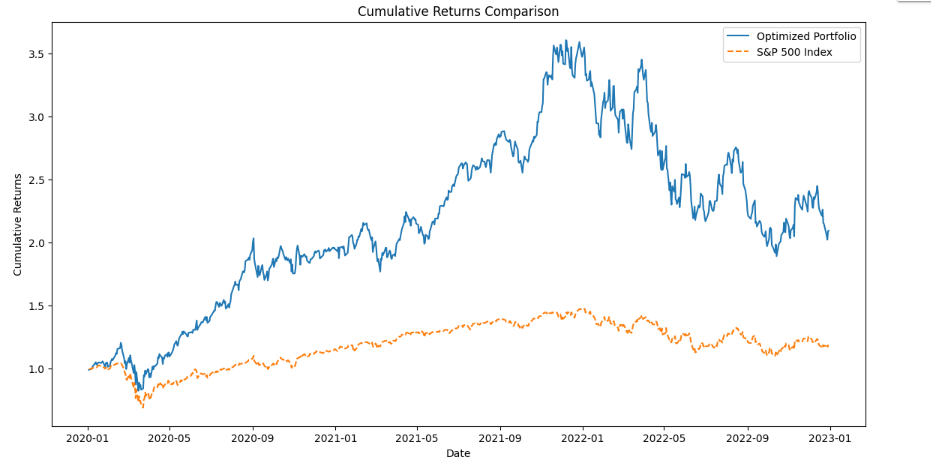 Cumulative Returns Comparison
Optimized Portfolio
S&P 500 Index
3.5
3.0
2.5
2.0
1.5
1.0
Cumulative Returns
2020-01 2020-05 2020-09 2021-01 2021-05 2021-09 2022-01 2022-05 2022-09 2023-01
Date